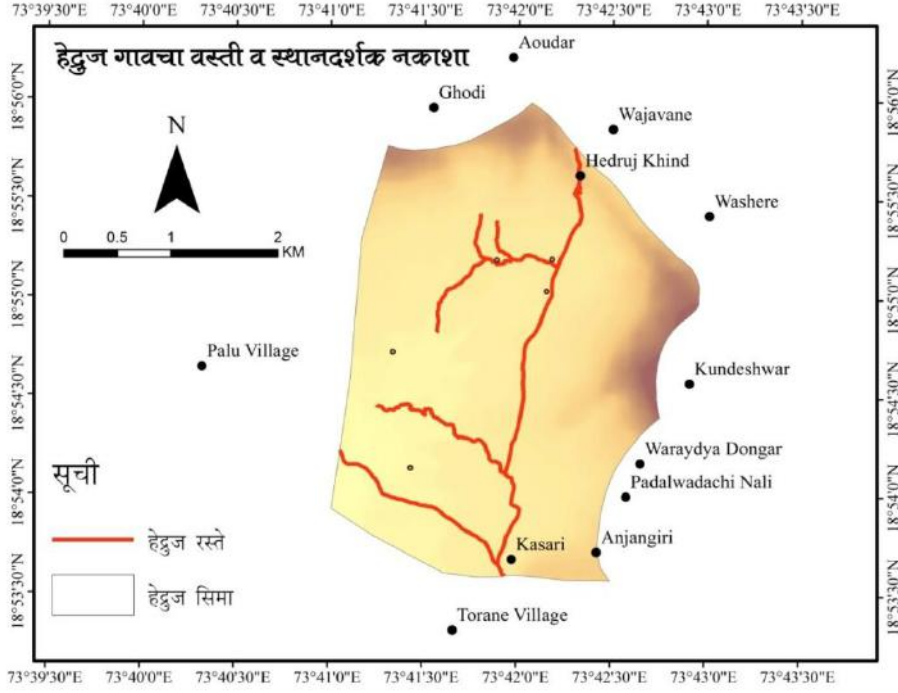 73°39'30"N 73°40'0"N 73°40'30"N 73°41'0"N 73°41'30"N 73°42'0"N 73°42'30"N 73°43'0"N 73°43'30"N
हेद्रुज गावचा वस्ती व स्थानदर्शक नकाशा
Aoudar
Ghodi
Wajavane
N
Hedruj Khind
Washere
0 0.5 1 2
KM
Palu Village
Kundeshwar
Waraydya Dongar
सूची
Padalwadachi Nali
हेद्रुज रस्ते
Kasari
Anjangiri
हेद्रुज सिमा
Torane Village
18°56'0"N
18°55'30"N
18°55'0"N
18°54'30"N
18°54'0"N
18°53'30"N
18°56'0"N
18°55'30"N
18°55'0"N
18°54'30"N
18°54'0"N
18°53'30"N
73°39'30"N 73°40'0"N 73°40'30"N 73°41'0"N 73°41'30"N 73°42'0"N 73°42'30"N 73°43'0"N 73°43'30"N